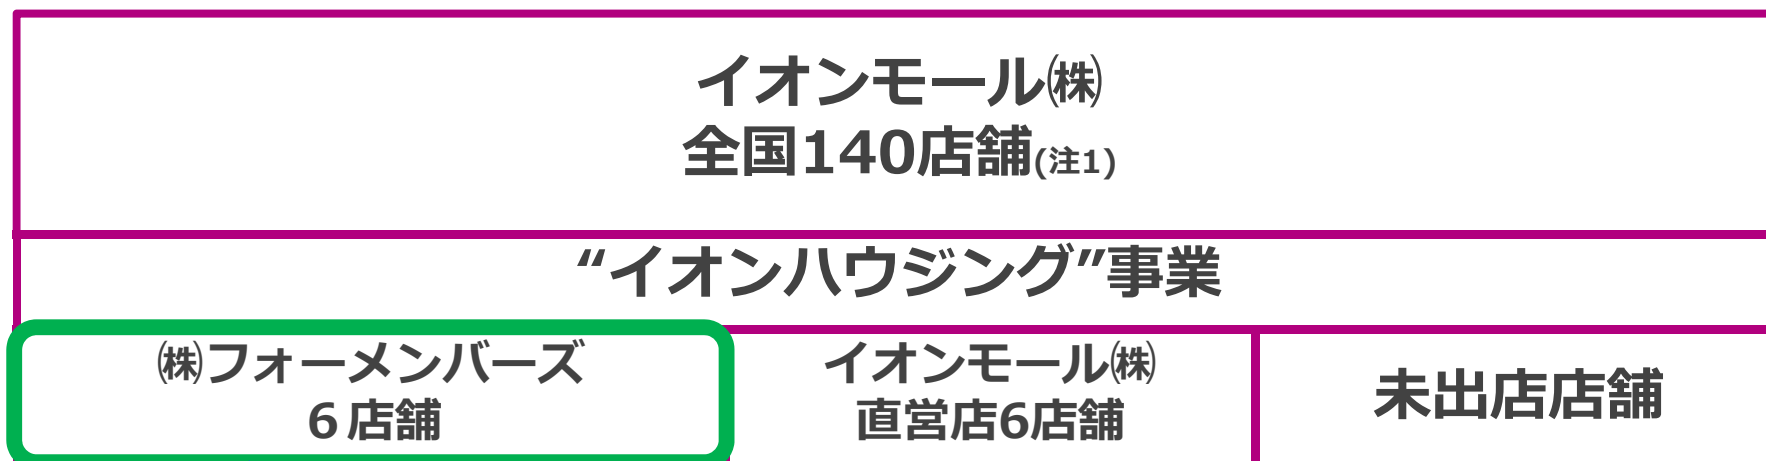 イオンモール㈱
全国140店舗(注1)
“イオンハウジング”事業
㈱フォーメンバーズ
６店舗
イオンモール㈱
直営店6店舗
未出店店舗